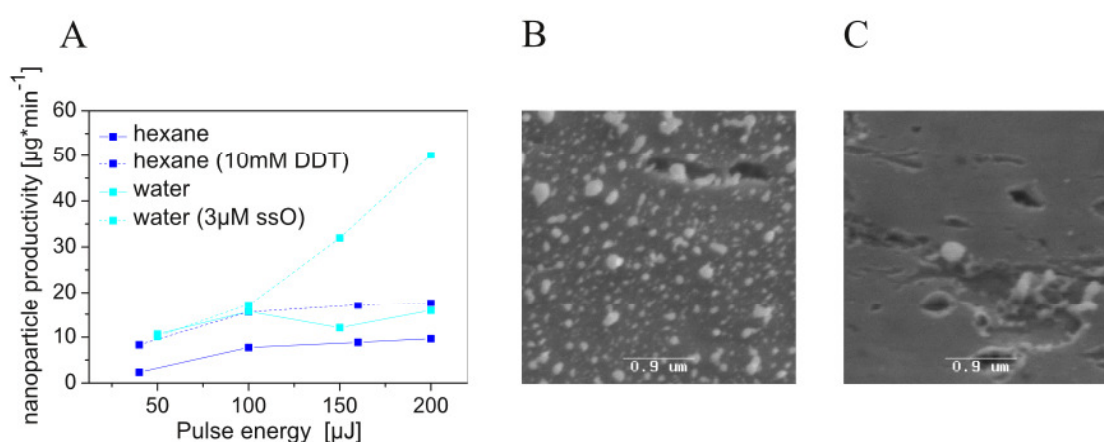 A
B
C
nanoparticle productivity [µg*min⁻¹]
60
50
40
30
20
10
0
hexane
hexane (10mM DDT)
water
water (3µM ssO)
50
100
150
200
Pulse energy [µJ]
0.9 um
0.9 um